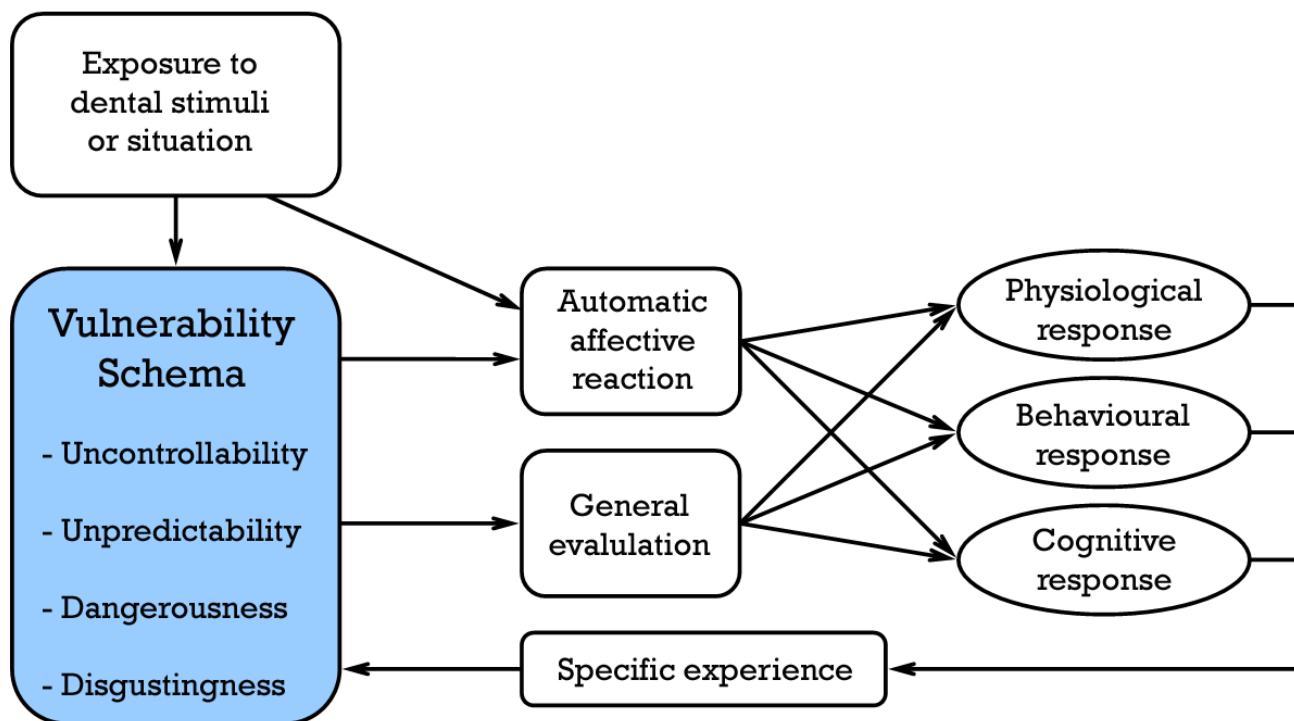 Exposure to
dental stimuli
or situation
Vulnerability
Schema
- Uncontrollability
- Unpredictability
- Dangerousness
- Disgustingness
Automatic
affective
reaction
General
evalulation
Physiological
response
Behavioural
response
Cognitive
response
Specific experience